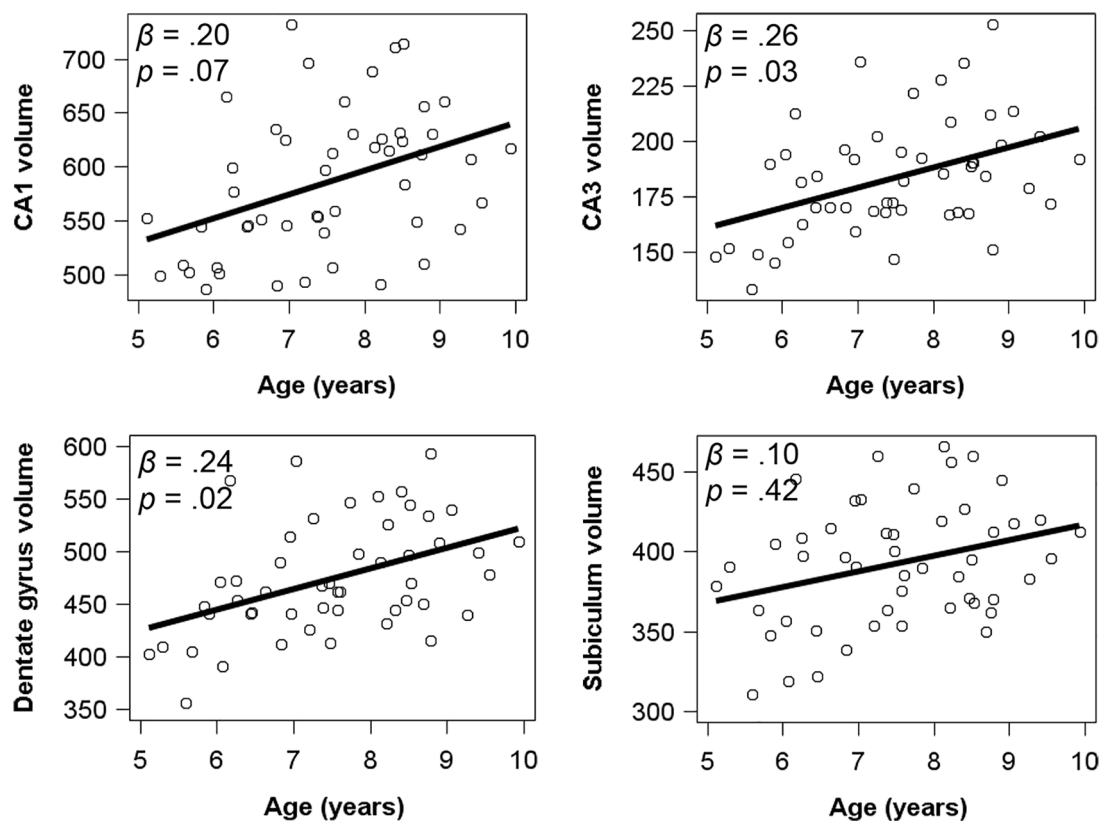 β = .20
p = .07
700
650
600
550
500
CA1 volume
5 6 7 8 9 10
Age (years)
β = .26
p = .03
250
225
200
175
150
CA3 volume
5 6 7 8 9 10
Age (years)
β = .24
p = .02
600
550
500
450
400
350
Dentate gyrus volume
5 6 7 8 9 10
Age (years)
β = .10
p = .42
450
400
350
300
Subiculum volume
5 6 7 8 9 10
Age (years)